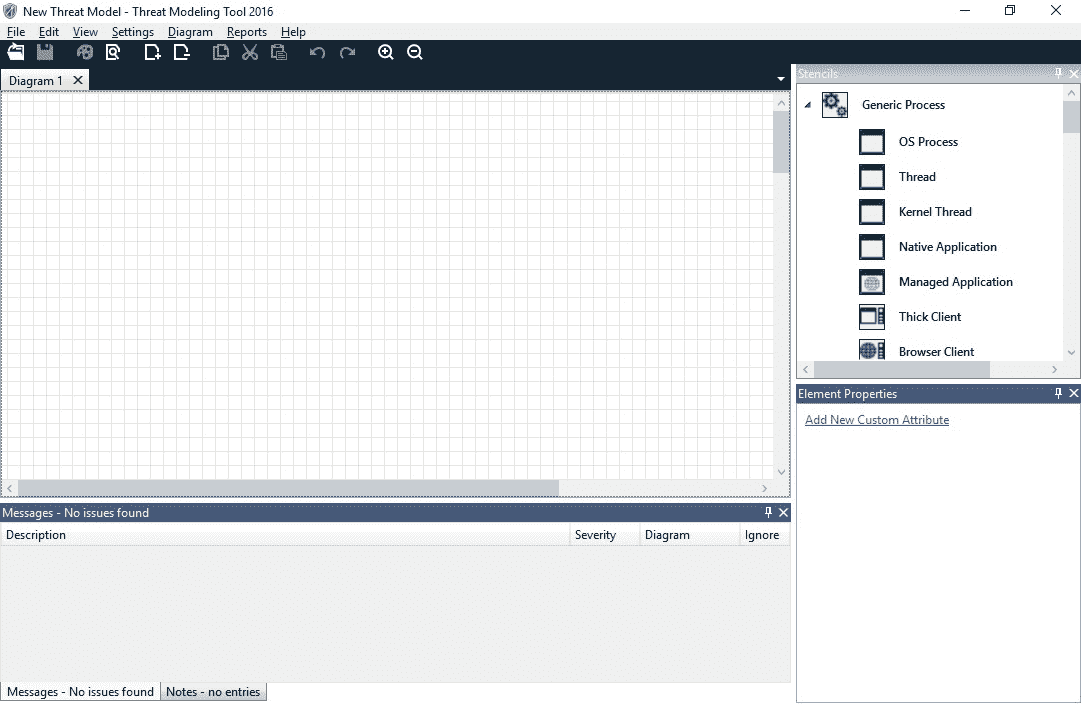 New Threat Model - Threat Modeling Tool 2016
File Edit View Settings Diagram Reports Help
Diagram 1
Stencils
Generic Process
OS Process
Thread
Kernel Thread
Native Application
Managed Application
Thick Client
Browser Client
Element Properties
Add New Custom Attribute
Messages - No issues found
Description Severity Diagram Ignore
Messages - No issues found Notes - no entries